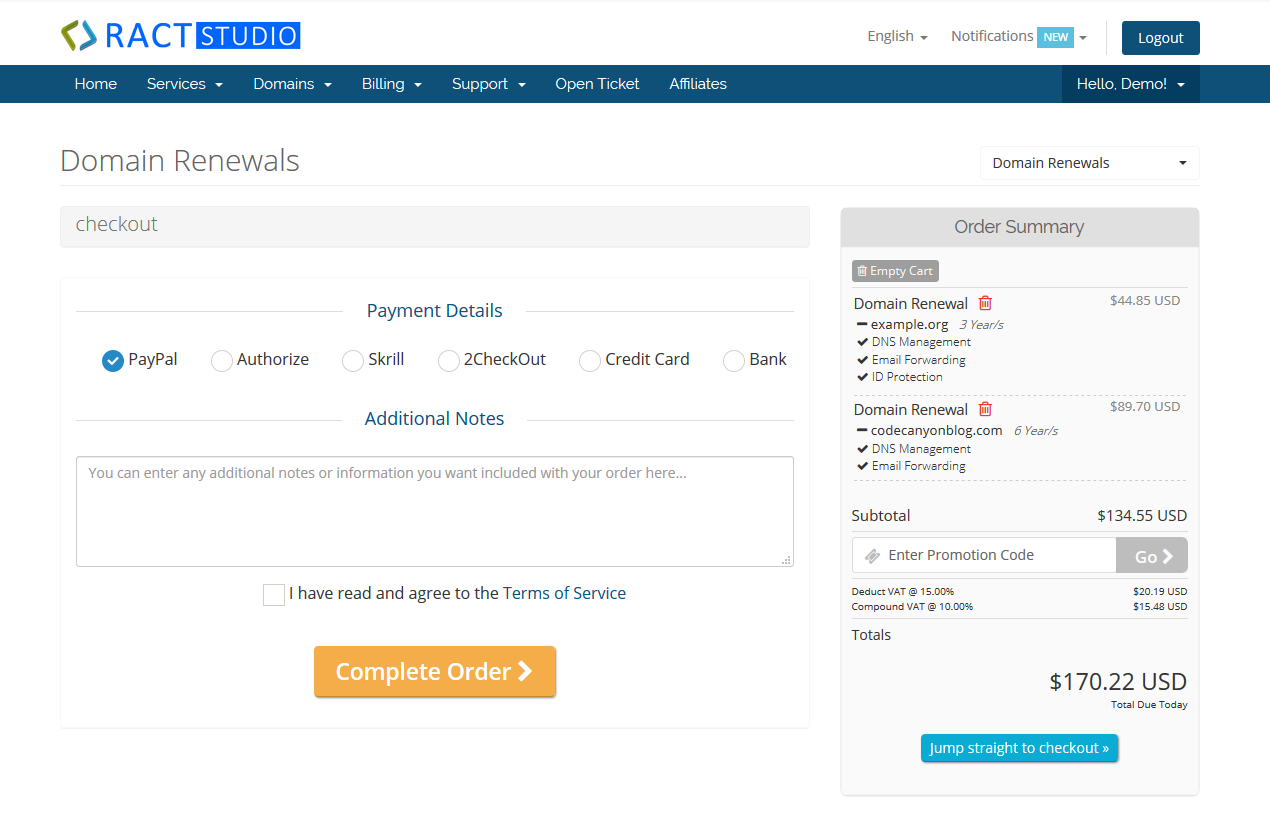 RACT STUDIO
English
Notifications NEW
Logout
Home Services Domains Billing Support Open Ticket Affiliates
Hello, Demo!
Domain Renewals
Domain Renewals
checkout
Payment Details
PayPal Authorize Skrill 2CheckOut Credit Card Bank
Additional Notes
You can enter any additional notes or information you want included with your order here...
I have read and agree to the Terms of Service
Complete Order
Order Summary
Empty Cart
Domain Renewal $44.85 USD
example.org 3 Year/s
DNS Management
Email Forwarding
ID Protection
Domain Renewal $89.70 USD
codecanyonblog.com 6 Year/s
DNS Management
Email Forwarding
Subtotal $134.55 USD
Enter Promotion Code Go
Deduct VAT @ 15.00% $20.19 USD
Compound VAT @ 10.00% $15.48 USD
Totals
$170.22 USD
Total Due Today
Jump straight to checkout »